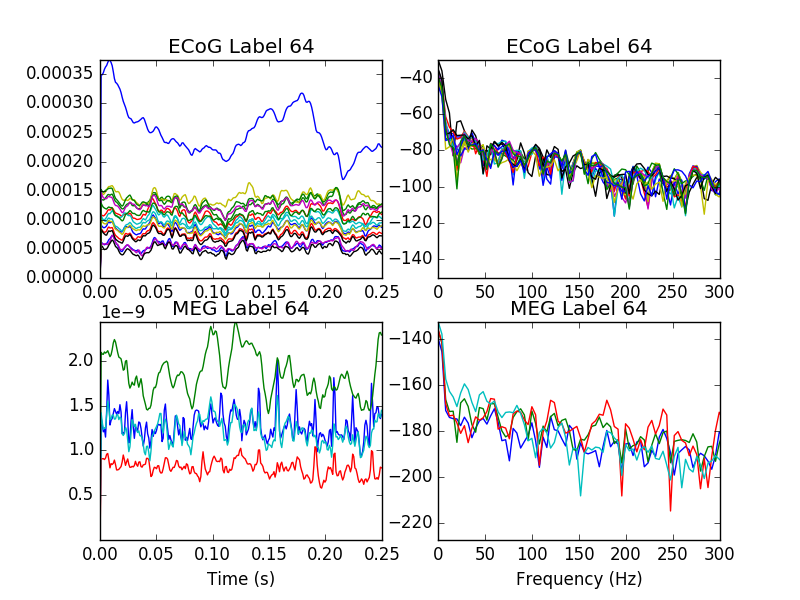 ECoG Label 64
0.00035
0.00030
0.00025
0.00020
0.00015
0.00010
0.00005
0.00000
0.00 0.05 0.10 0.15 0.20 0.25
ECoG Label 64
−40
−60
−80
−100
−120
−140
0 50 100 150 200 250 300
MEG Label 64
1e−9
2.0
1.5
1.0
0.5
0.00 0.05 0.10 0.15 0.20 0.25
Time (s)
MEG Label 64
−140
−160
−180
−200
−220
0 50 100 150 200 250 300
Frequency (Hz)